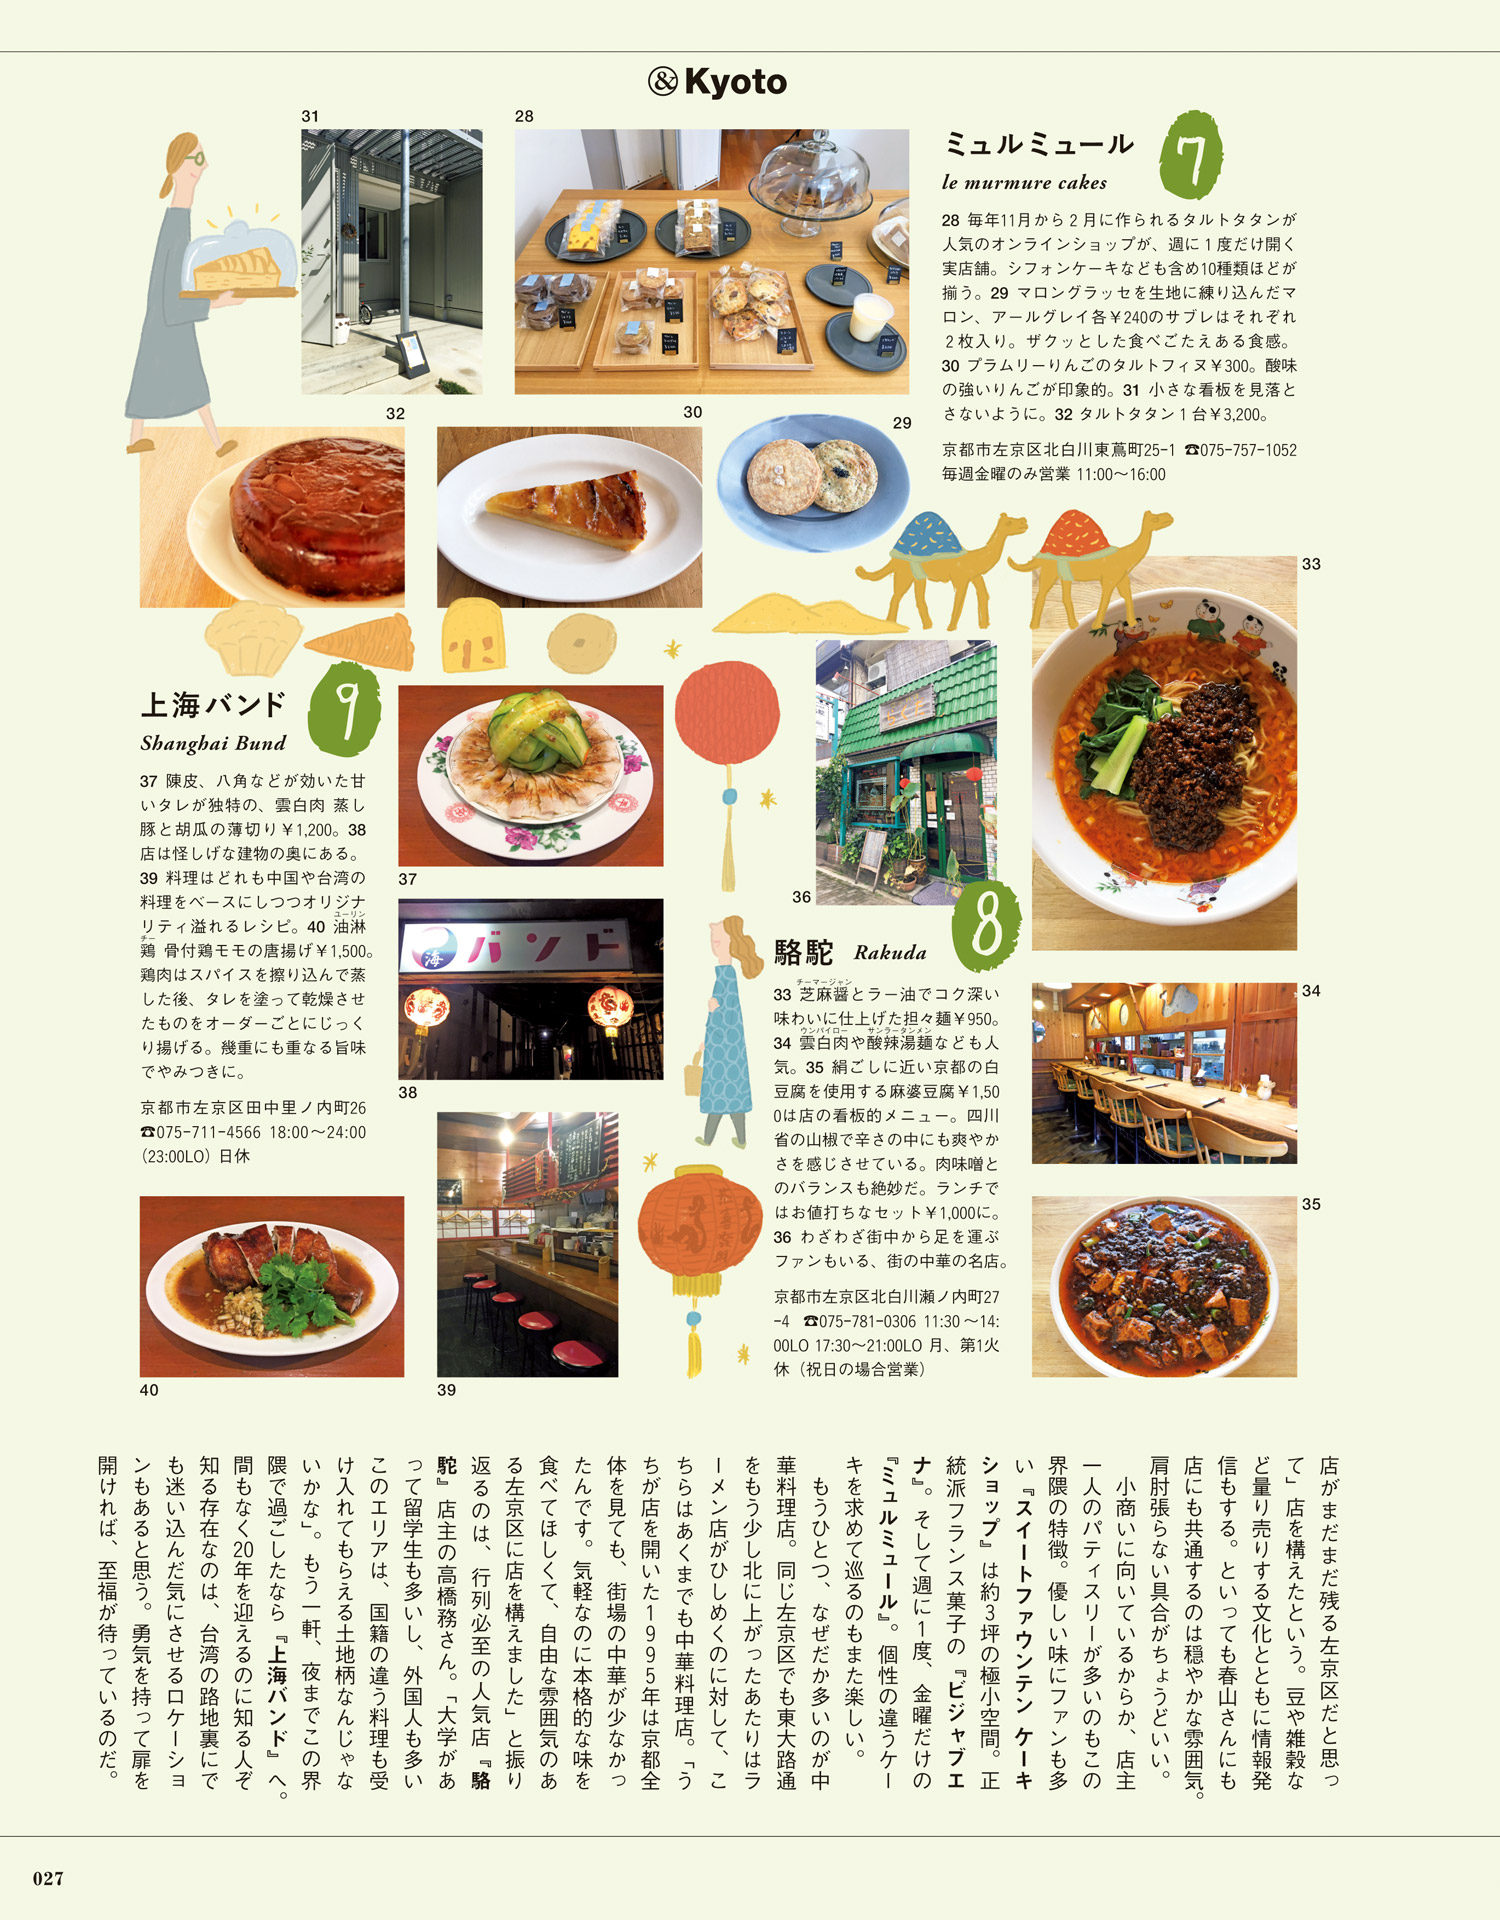 &Kyoto
31
28
ミュルミュール
7
le murmure cakes
28 毎年11月から2月に作られるタルトタタンが
人気のオンラインショップが、週に1度だけ開く
実店舗。シフォンケーキなども含め10種類ほどが
揃う。29 マロングラッセを生地に練り込んだマ
ロン、アールグレイ各￥240のサブレはそれぞれ
2枚入り。ザクッとした食べごたえある食感。
30 ブラムリーりんごのタルトフィヌ￥300。酸味
の強いりんごが印象的。31 小さな看板を見落と
さないように。32 タルトタタン1台￥3,200。
京都市左京区北白川東蔦町25-1 ☎075-757-1052
毎週金曜のみ営業 11:00〜16:00
32
30
29
33
上海バンド
9
Shanghai Bund
37 陳皮、八角などが効いた甘
いタレが独特の、雲白肉 蒸し
豚と胡瓜の薄切り￥1,200。38
店は怪しげな建物の奥にある。
39 料理はどれも中国や台湾の
料理をベースにしつつオリジナ
リティ溢れるレシピ。40 油淋
ユーリン
鶏 骨付鶏モモの唐揚げ￥1,500。
チー
鶏肉はスパイスを擦り込んで蒸
した後、タレを塗って乾燥させ
たものをオーダーごとにじっく
り揚げる。幾重にも重なる旨味
でやみつきに。
京都市左京区田中里ノ内町26
☎075-711-4566 18:00〜24:00
（23:00LO）日休
37
海 バンド
38
36
駱駝 Rakuda
8
33 芝麻醤とラー油でコク深い
チーマージャン
味わいに仕上げた担々麺￥950。
34 雲白肉や酸辣湯麺なども人
ウンパイロー サンラータンメン
気。35 絹ごしに近い京都の白
豆腐を使用する麻婆豆腐￥1,50
0は店の看板的メニュー。四川
省の山椒で辛さの中にも爽やか
さを感じさせている。肉味噌と
のバランスも絶妙だ。ランチで
はお値打ちなセット￥1,000に。
36 わざわざ街中から足を運ぶ
ファンもいる、街の中華の名店。
京都市左京区北白川瀬ノ内町27
-4 ☎075-781-0306 11:30〜14:
00LO 17:30〜21:00LO 月、第1火
休（祝日の場合営業）
34
35
40
39
店がまだまだ残る左京区だと思っ
て」店を構えたという。豆や雑穀な
ど量り売りする文化とともに情報発
信もする。といっても春山さんにも
店にも共通するのは穏やかな雰囲気。
肩肘張らない具合がちょうどいい。
小商いに向いているからか、店主
一人のパティスリーが多いのもこの
界隈の特徴。優しい味にファンも多
い『スイートファウンテン ケーキ
ショップ』は約3坪の極小空間。正
統派フランス菓子の『ビジャブエ
ナ』。そして週に1度、金曜だけの
『ミュルミュール』。個性の違うケー
キを求めて巡るのもまた楽しい。
もうひとつ、なぜだか多いのが中
華料理店。同じ左京区でも東大路通
をもう少し北に上がったあたりはラ
ーメン店がひしめくのに対して、こ
ちらはあくまでも中華料理店。「う
ちが店を開いた1995年は京都全
体を見ても、街場の中華が少なかっ
たんです。気軽なのに本格的な味を
食べてほしくて、自由な雰囲気のあ
る左京区に店を構えました」と振り
返るのは、行列必至の人気店『駱
駝』店主の高橋務さん。「大学があ
って留学生も多いし、外国人も多い
このエリアは、国籍の違う料理も受
け入れてもらえる土地柄なんじゃな
いかな」。もう一軒、夜までこの界
隈で過ごしたなら『上海バンド』へ。
間もなく20年を迎えるのに知る人ぞ
知る存在なのは、台湾の路地裏にで
も迷い込んだ気にさせるロケーショ
ンもあると思う。勇気を持って扉を
開ければ、至福が待っているのだ。
027